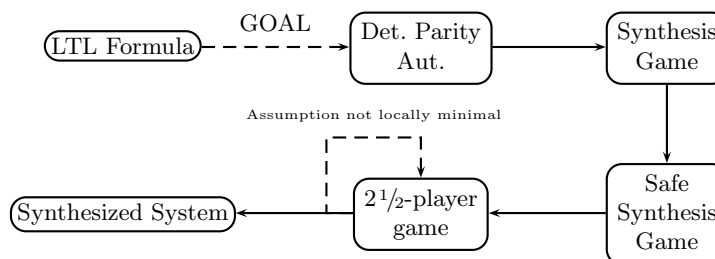 GOAL
LTL Formula
Det. Parity
Aut.
Synthesis
Game
Assumption not locally minimal
Synthesized System
2 1/2-player
game
Safe
Synthesis
Game